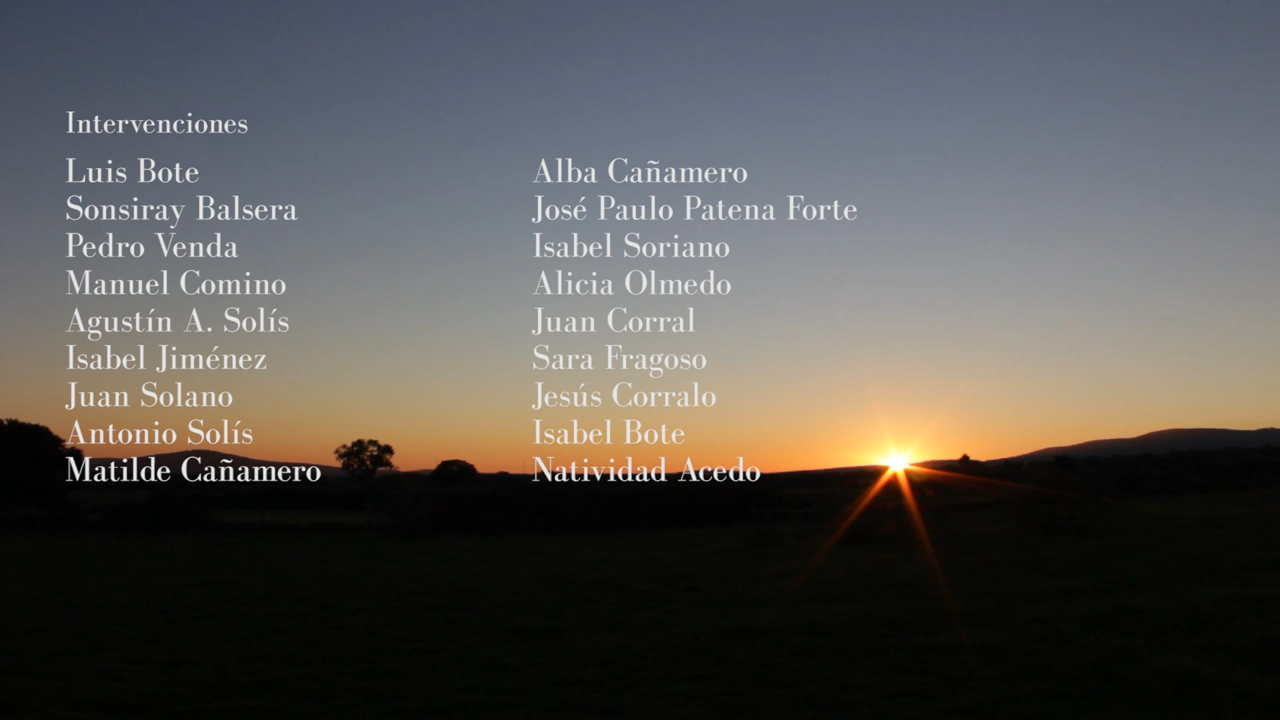 Intervenciones
Luis Bote
Sonsiray Balsera
Pedro Venda
Manuel Comino
Agustín A. Solís
Isabel Jiménez
Juan Solano
Antonio Solís
Matilde Cañamero
Alba Cañamero
José Paulo Patena Forte
Isabel Soriano
Alicia Olmedo
Juan Corral
Sara Fragoso
Jesús Corralo
Isabel Bote
Natividad Acedo